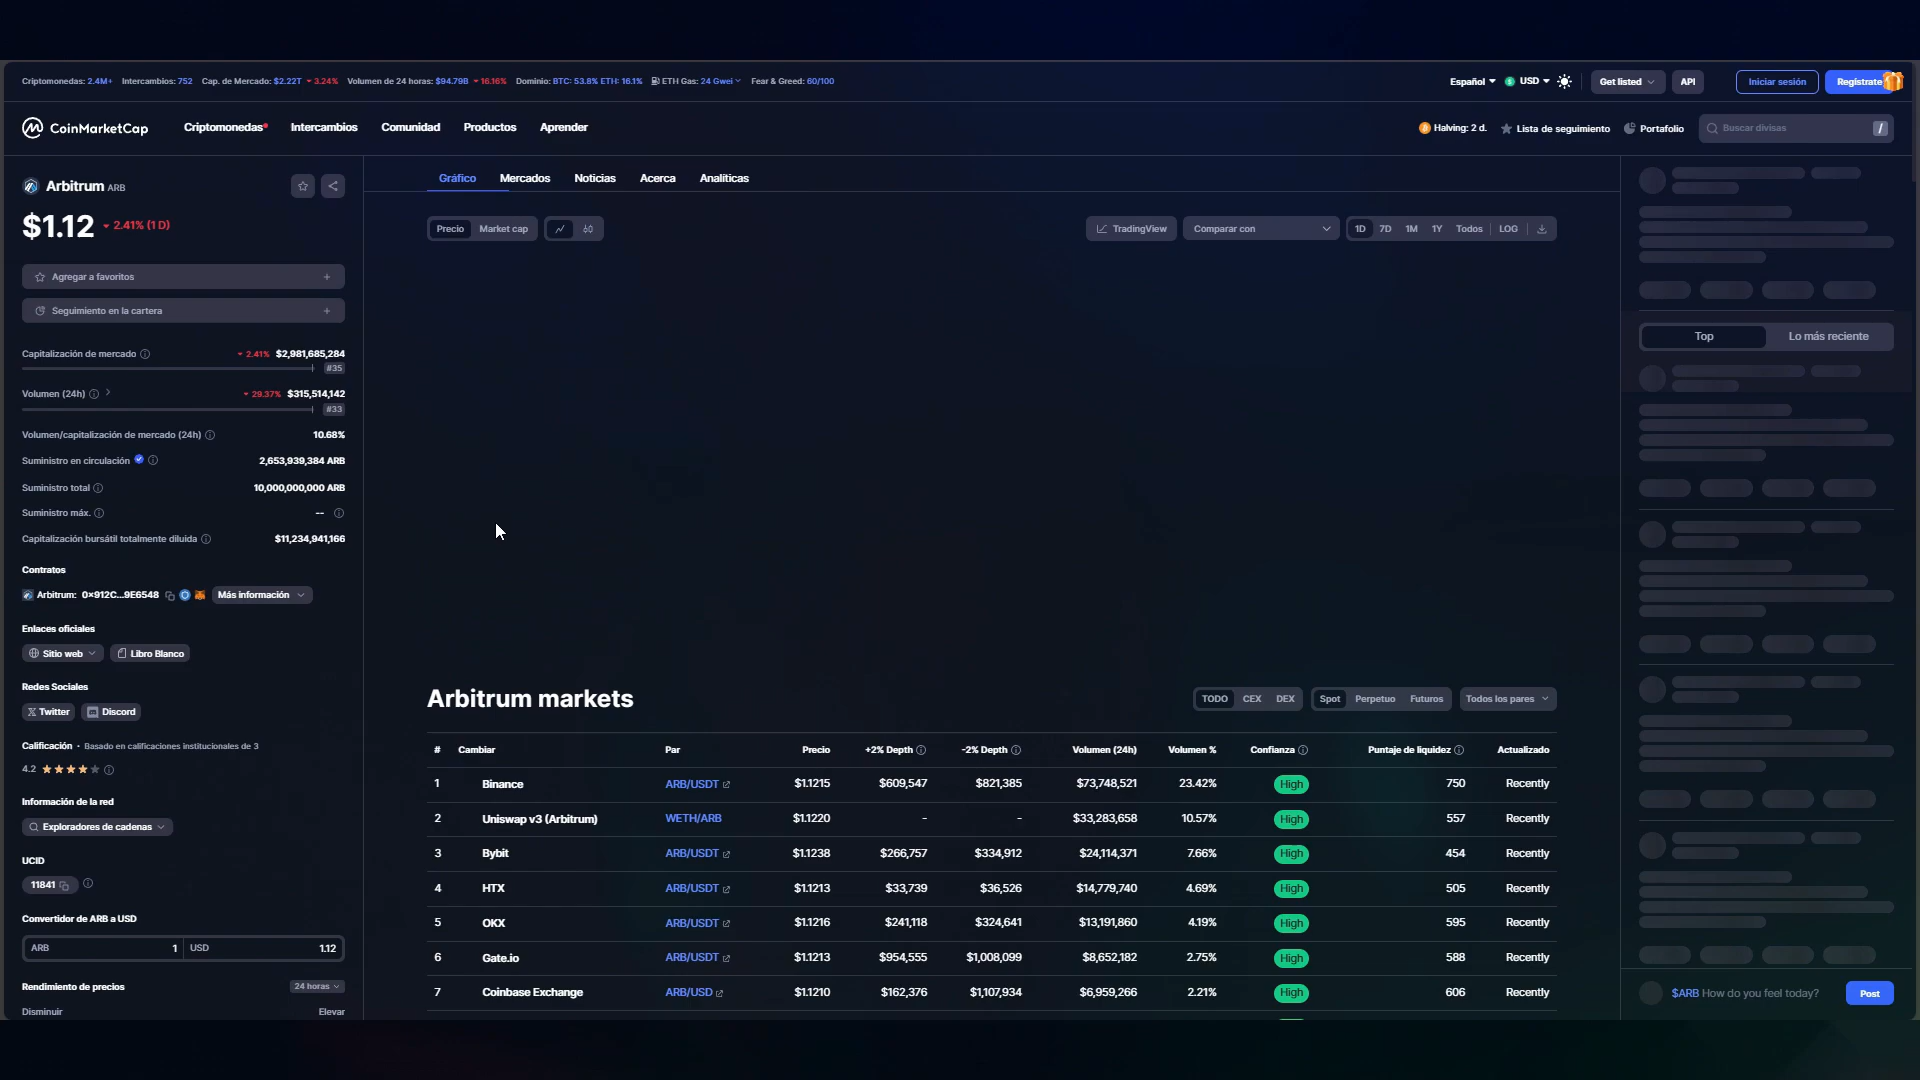 Criptomonedas: 2.4M+ Intercambios: 752 Cap. de Mercado: $2.22T 3.24% Volumen de 24 horas: $94.79B 16.16% Dominio: BTC: 53.8% ETH: 16.1% ETH Gas: 24 Gwei Fear & Greed: 60/100
Español USD Get listed API Iniciar sesión Regístrate
CoinMarketCap Criptomonedas Intercambios Comunidad Productos Aprender
Halving: 2 d. Lista de seguimiento Portafolio Buscar divisas /
Arbitrum ARB
$1.12 2.41% (1 D)
Agregar a favoritos +
Seguimiento en la cartera +
Capitalización de mercado 2.41% $2,981,685,284
#35
Volumen (24h) 29.37% $315,514,142
#33
Volumen/capitalización de mercado (24h) 10.68%
Suministro en circulación 2,653,939,384 ARB
Suministro total 10,000,000,000 ARB
Suministro máx. --
Capitalización bursátil totalmente diluida $11,234,941,166
Contratos
Arbitrum: 0x912C...9E6548 Más información
Enlaces oficiales
Sitio web Libro Blanco
Redes Sociales
Twitter Discord
Calificación · Basado en calificaciones institucionales de 3
4.2
Información de la red
Exploradores de cadenas
UCID
11841
Convertidor de ARB a USD
ARB 1 USD 1.12
Rendimiento de precios 24 horas
Disminuir Elevar
Gráfico Mercados Noticias Acerca Analíticas
Precio Market cap
TradingView Comparar con 1D 7D 1M 1Y Todos LOG
Arbitrum markets
TODO CEX DEX Spot Perpetuo Futuros Todos los pares
# Cambiar Par Precio +2% Depth -2% Depth Volumen (24h) Volumen % Confianza Puntaje de liquidez Actualizado
1 Binance ARB/USDT $1.1215 $609,547 $821,385 $73,748,521 23.42% High 750 Recently
2 Uniswap v3 (Arbitrum) WETH/ARB $1.1220 - - $33,283,658 10.57% High 557 Recently
3 Bybit ARB/USDT $1.1238 $266,757 $334,912 $24,114,371 7.66% High 454 Recently
4 HTX ARB/USDT $1.1213 $33,739 $36,526 $14,779,740 4.69% High 505 Recently
5 OKX ARB/USDT $1.1216 $241,118 $324,641 $13,191,860 4.19% High 595 Recently
6 Gate.io ARB/USDT $1.1213 $954,555 $1,008,099 $8,652,182 2.75% High 588 Recently
7 Coinbase Exchange ARB/USD $1.1210 $162,376 $1,107,934 $6,959,266 2.21% High 606 Recently
Top Lo más reciente
$ARB How do you feel today? Post